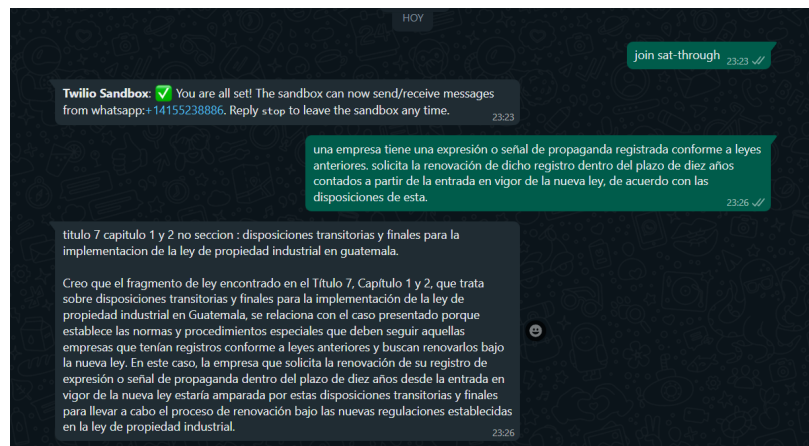 HOY
join sat-through 23:23
Twilio Sandbox: ✅ You are all set! The sandbox can now send/receive messages
from whatsapp:+14155238886. Reply stop to leave the sandbox any time.
23:23
una empresa tiene una expresión o señal de propaganda registrada conforme a leyes
anteriores. solicita la renovación de dicho registro dentro del plazo de diez años
contados a partir de la entrada en vigor de la nueva ley, de acuerdo con las
disposiciones de esta.
23:26
titulo 7 capitulo 1 y 2 no seccion : disposiciones transitorias y finales para la
implementacion de la ley de propiedad industrial en guatemala.
Creo que el fragmento de ley encontrado en el Título 7, Capítulo 1 y 2, que trata
sobre disposiciones transitorias y finales para la implementación de la ley de
propiedad industrial en Guatemala, se relaciona con el caso presentado porque
establece las normas y procedimientos especiales que deben seguir aquellas
empresas que tenían registros conforme a leyes anteriores y buscan renovarlos bajo
la nueva ley. En este caso, la empresa que solicita la renovación de su registro de
expresión o señal de propaganda dentro del plazo de diez años desde la entrada en
vigor de la nueva ley estaría amparada por estas disposiciones transitorias y finales
para llevar a cabo el proceso de renovación bajo las nuevas regulaciones establecidas
en la ley de propiedad industrial.
23:26